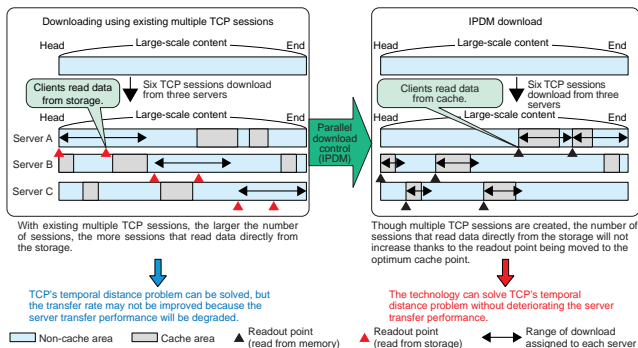 Downloading using existing multiple TCP sessions
Head
Large-scale content
End
Clients read data
from storage.
Six TCP sessions download
from three servers
Head
Large-scale content
End
Server A
Server B
Server C
With existing multiple TCP sessions, the larger the number
of sessions, the more sessions that read data directly from
the storage.
TCP's temporal distance problem can be solved, but
the transfer rate may not be improved because the
server transfer performance will be degraded.
Parallel
download
control
(IPDM)
IPDM download
Head
Large-scale content
End
Clients read data
from cache.
Six TCP sessions
download from three
servers
Head
Large-scale content
End
Though multiple TCP sessions are created, the number of
sessions that read data directly from the storage will not
increase thanks to the readout point being moved to the
optimum cache point.
The technology can solve TCP's temporal
distance problem without deteriorating the server
transfer performance.
Non-cache area
Cache area
Readout point
(read from memory)
Readout point
(read from storage)
Range of download
assigned to each server